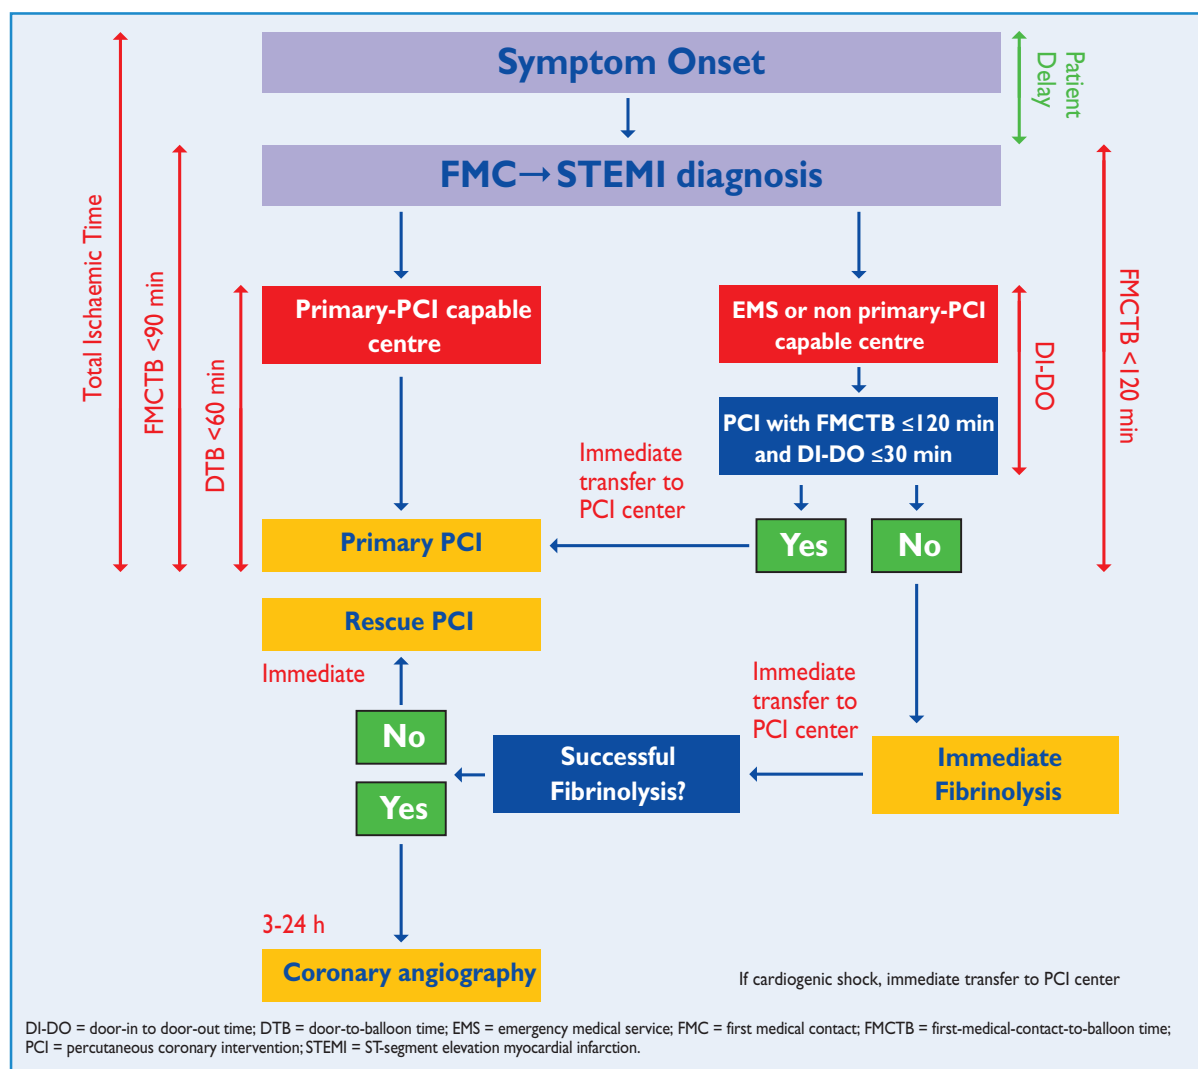 Symptom Onset
Patient
Delay
FMC→STEMI diagnosis
Total Ischaemic Time
FMCTB <90 min
DTB <60 min
Primary-PCI capable
centre
EMS or non primary-PCI
capable centre
DI-DO
FMCTB <120 min
PCI with FMCTB ≤120 min
and DI-DO ≤30 min
Immediate
transfer to
PCI center
Primary PCI
Yes
No
Rescue PCI
Immediate
Immediate
transfer to
PCI center
No
Yes
Successful
Fibrinolysis?
Immediate
Fibrinolysis
3-24 h
Coronary angiography
If cardiogenic shock, immediate transfer to PCI center
DI-DO = door-in to door-out time; DTB = door-to-balloon time; EMS = emergency medical service; FMC = first medical contact; FMCTB = first-medical-contact-to-balloon time;
PCI = percutaneous coronary intervention; STEMI = ST-segment elevation myocardial infarction.